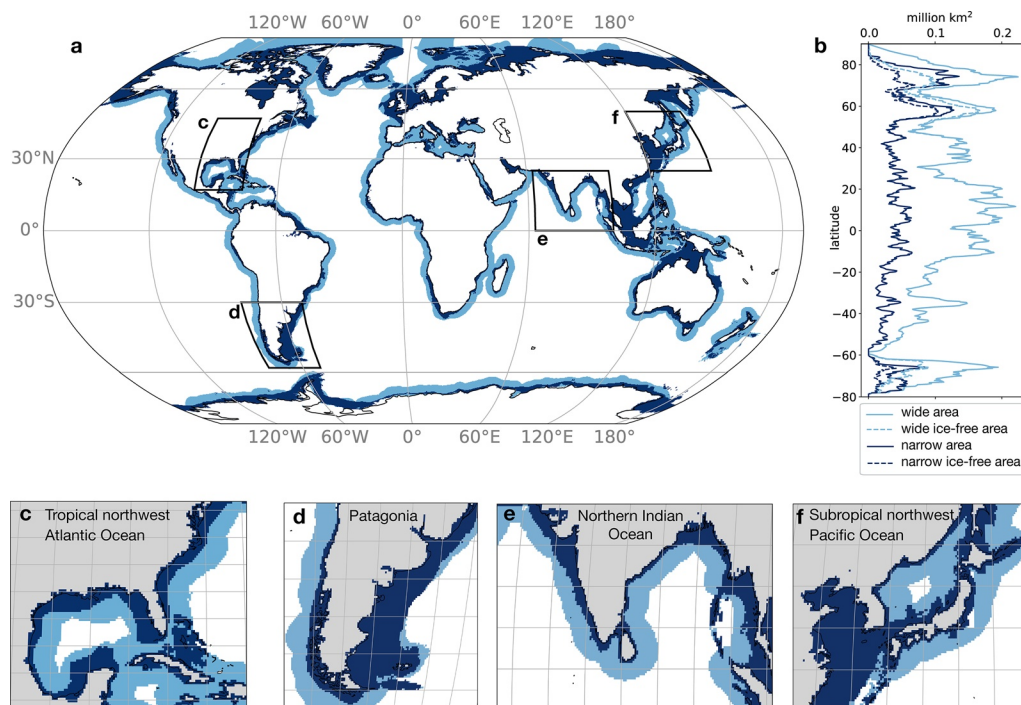 120°W 60°W 0° 60°E 120°E 180°
million km²
0.0 0.1 0.2
a
b
c
f
30°N
0°
e
30°S
d
80
60
40
20
0
−20
−40
−60
−80
latitude
120°W 60°W 0° 60°E 120°E 180°
wide area
wide ice-free area
narrow area
narrow ice-free area
c Tropical northwest
Atlantic Ocean
d Patagonia
e Northern Indian
Ocean
f Subropical northwest
Pacific Ocean